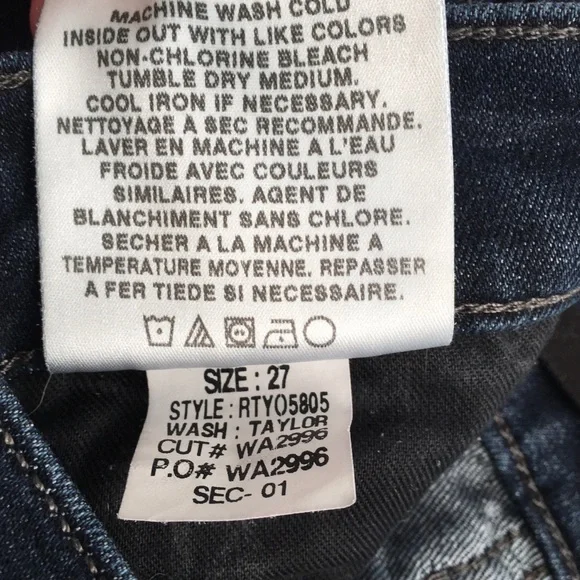 MACHINE WASH COLD
INSIDE OUT WITH LIKE COLORS
NON-CHLORINE BLEACH
TUMBLE DRY MEDIUM.
COOL IRON IF NECESSARY.
NETTOYAGE A SEC RECOMMANDE.
LAVER EN MACHINE A L'EAU
FROIDE AVEC COULEURS
SIMILAIRES. AGENT DE
BLANCHIMENT SANS CHLORE.
SECHER A LA MACHINE A
TEMPERATURE MOYENNE. REPASSER
A FER TIEDE SI NECESSAIRE.
SIZE : 27
STYLE : RTYO5805
WASH : TAYLOR
CUT# WA2996
P.O# WA2996
SEC- 01